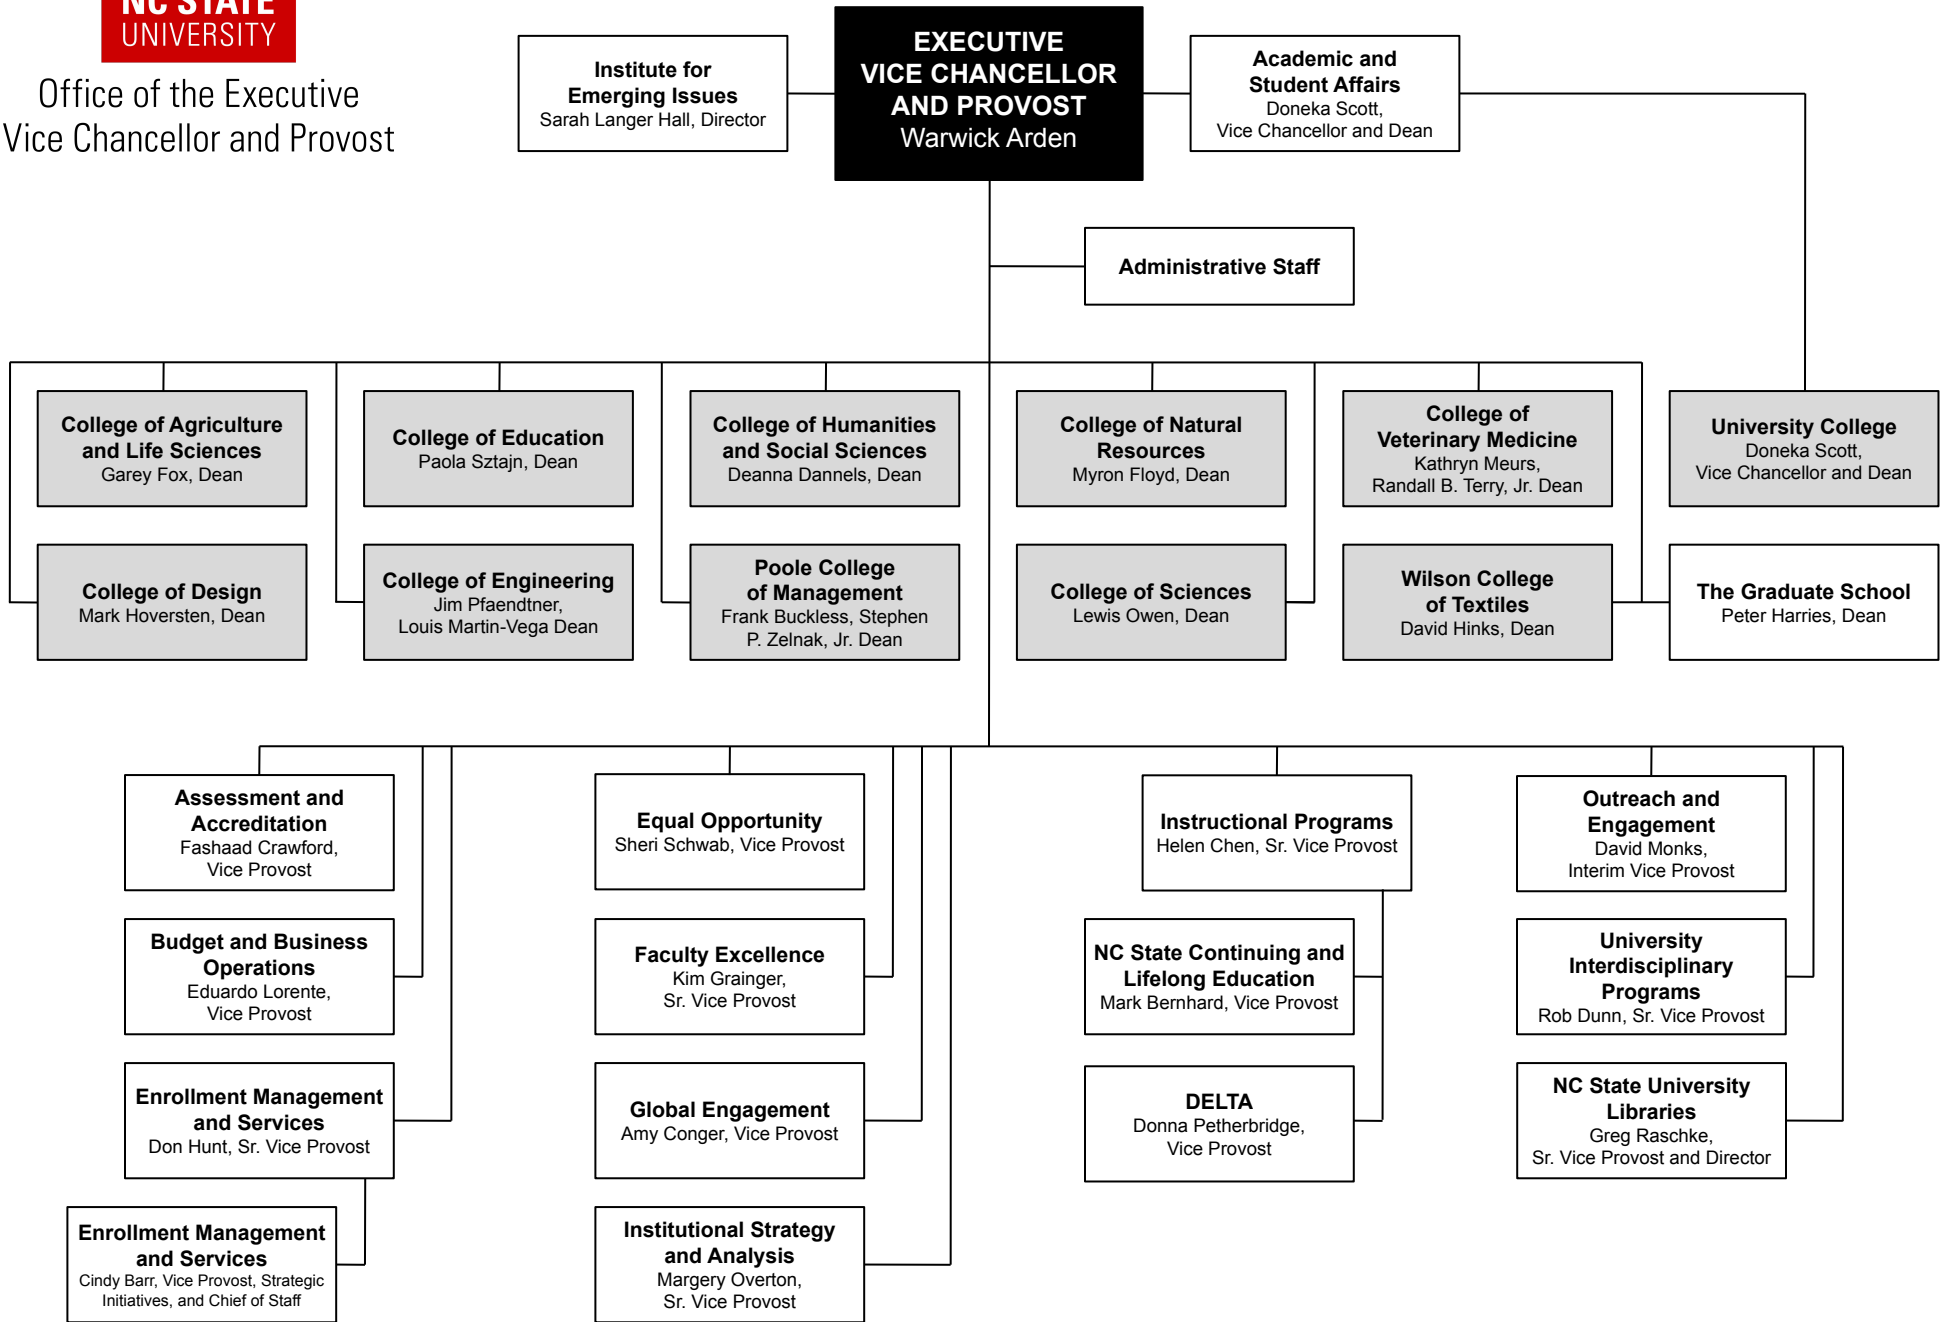 NC STATE
UNIVERSITY
Office of the Executive
Vice Chancellor and Provost
Institute for
Emerging Issues
Sarah Langer Hall, Director
EXECUTIVE
VICE CHANCELLOR
AND PROVOST
Warwick Arden
Academic and
Student Affairs
Doneka Scott,
Vice Chancellor and Dean
Administrative Staff
College of Agriculture
and Life Sciences
Garey Fox, Dean
College of Education
Paola Sztajn, Dean
College of Humanities
and Social Sciences
Deanna Dannels, Dean
College of Natural
Resources
Myron Floyd, Dean
College of
Veterinary Medicine
Kathryn Meurs,
Randall B. Terry, Jr. Dean
University College
Doneka Scott,
Vice Chancellor and Dean
College of Design
Mark Hoversten, Dean
College of Engineering
Jim Pfaendtner,
Louis Martin-Vega Dean
Poole College
of Management
Frank Buckless, Stephen
P. Zelnak, Jr. Dean
College of Sciences
Lewis Owen, Dean
Wilson College
of Textiles
David Hinks, Dean
The Graduate School
Peter Harries, Dean
Assessment and
Accreditation
Fashaad Crawford,
Vice Provost
Equal Opportunity
Sheri Schwab, Vice Provost
Instructional Programs
Helen Chen, Sr. Vice Provost
Outreach and
Engagement
David Monks,
Interim Vice Provost
Budget and Business
Operations
Eduardo Lorente,
Vice Provost
Faculty Excellence
Kim Grainger,
Sr. Vice Provost
NC State Continuing and
Lifelong Education
Mark Bernhard, Vice Provost
University
Interdisciplinary
Programs
Rob Dunn, Sr. Vice Provost
Enrollment Management
and Services
Don Hunt, Sr. Vice Provost
Global Engagement
Amy Conger, Vice Provost
DELTA
Donna Petherbridge,
Vice Provost
NC State University
Libraries
Greg Raschke,
Sr. Vice Provost and Director
Enrollment Management
and Services
Cindy Barr, Vice Provost, Strategic
Initiatives, and Chief of Staff
Institutional Strategy
and Analysis
Margery Overton,
Sr. Vice Provost